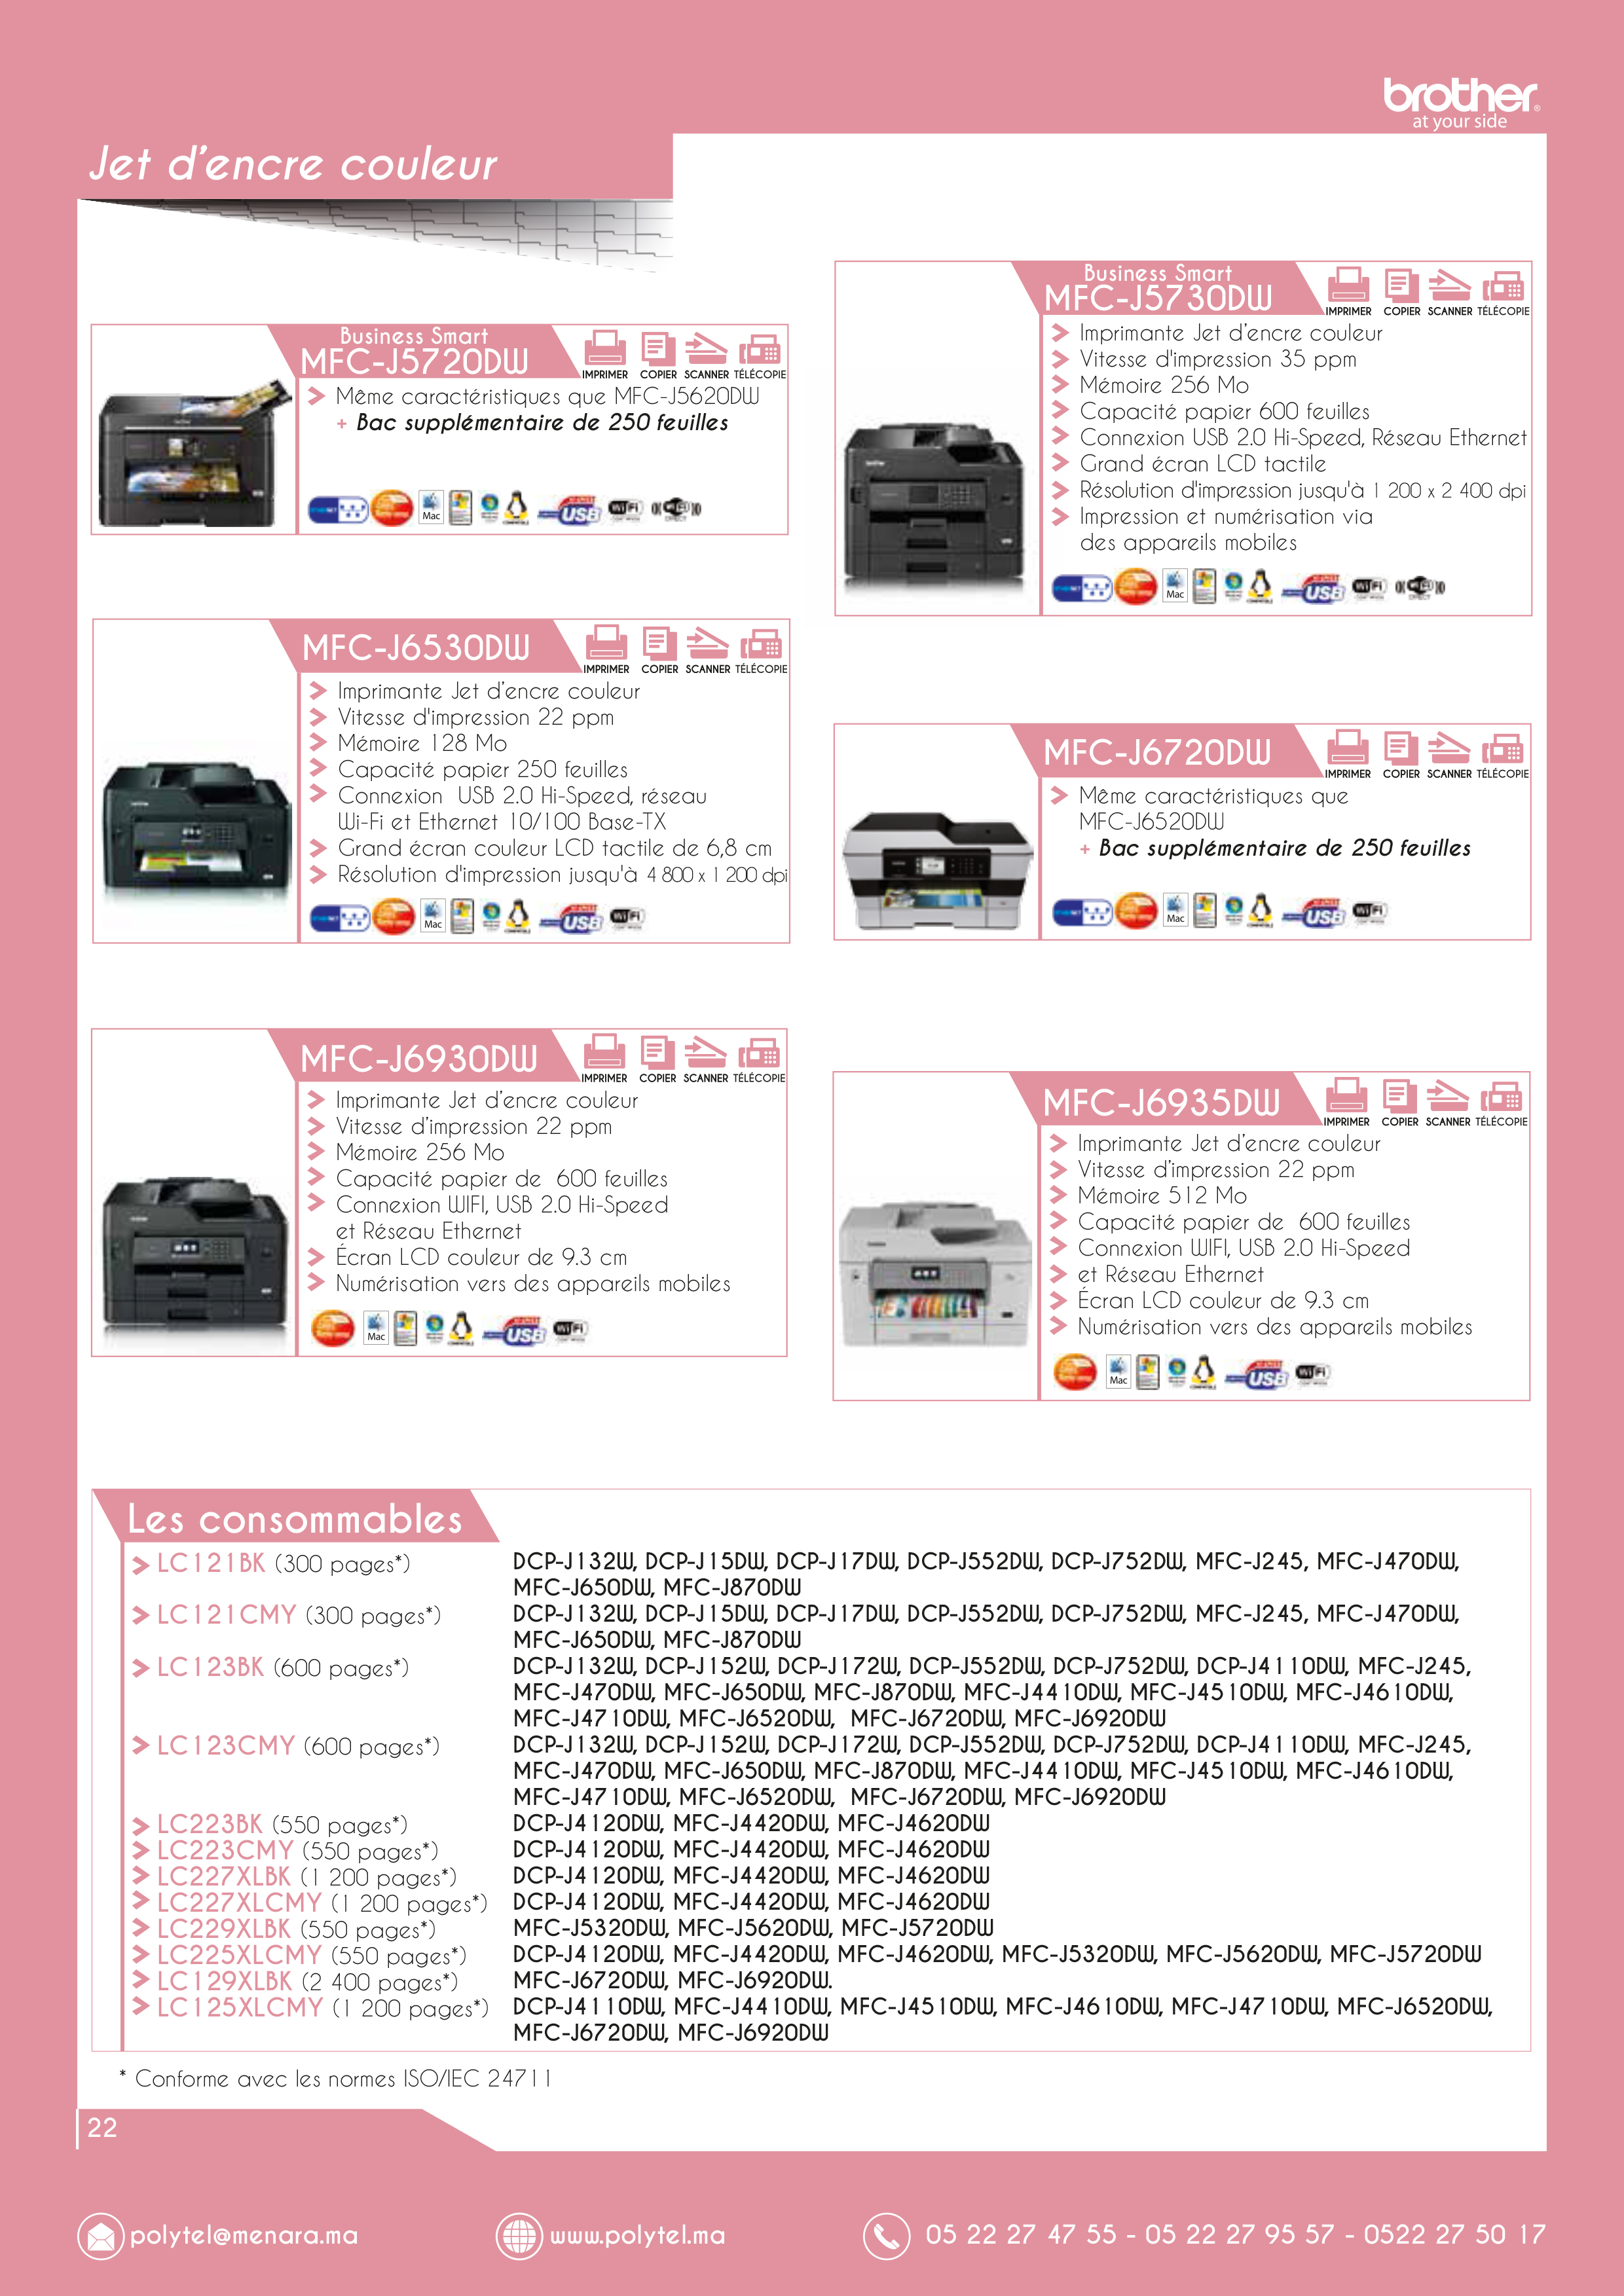 brother
at your side
Jet d'encre couleur
Business Smart
MFC-J5720DW
IMPRIMER COPIER SCANNER TÉLÉCOPIE
Même caractéristiques que MFC-J5620DW
+ Bac supplémentaire de 250 feuilles
Mac USB WiFi
Business Smart
MFC-J5730DW
IMPRIMER COPIER SCANNER TÉLÉCOPIE
Imprimante Jet d'encre couleur
Vitesse d'impression 35 ppm
Mémoire 256 Mo
Capacité papier 600 feuilles
Connexion USB 2.0 Hi-Speed, Réseau Ethernet
Grand écran LCD tactile
Résolution d'impression jusqu'à 1 200 x 2 400 dpi
Impression et numérisation via
des appareils mobiles
Mac USB WiFi
MFC-J6530DW
IMPRIMER COPIER SCANNER TÉLÉCOPIE
Imprimante Jet d'encre couleur
Vitesse d'impression 22 ppm
Mémoire 128 Mo
Capacité papier 250 feuilles
Connexion USB 2.0 Hi-Speed, réseau
Wi-Fi et Ethernet 10/100 Base-TX
Grand écran couleur LCD tactile de 6,8 cm
Résolution d'impression jusqu'à 4 800 x 1 200 dpi
Mac USB WiFi
MFC-J6720DW
IMPRIMER COPIER SCANNER TÉLÉCOPIE
Même caractéristiques que
MFC-J6520DW
+ Bac supplémentaire de 250 feuilles
Mac USB WiFi
MFC-J6930DW
IMPRIMER COPIER SCANNER TÉLÉCOPIE
Imprimante Jet d'encre couleur
Vitesse d'impression 22 ppm
Mémoire 256 Mo
Capacité papier de 600 feuilles
Connexion WIFI, USB 2.0 Hi-Speed
et Réseau Ethernet
Écran LCD couleur de 9.3 cm
Numérisation vers des appareils mobiles
Mac USB WiFi
MFC-J6935DW
IMPRIMER COPIER SCANNER TÉLÉCOPIE
Imprimante Jet d'encre couleur
Vitesse d'impression 22 ppm
Mémoire 512 Mo
Capacité papier de 600 feuilles
Connexion WIFI, USB 2.0 Hi-Speed
et Réseau Ethernet
Écran LCD couleur de 9.3 cm
Numérisation vers des appareils mobiles
Mac USB WiFi
Les consommables
LC121BK (300 pages*) DCP-J132W, DCP-J15DW, DCP-J17DW, DCP-J552DW, DCP-J752DW, MFC-J245, MFC-J470DW,
MFC-J650DW, MFC-J870DW
LC121CMY (300 pages*) DCP-J132W, DCP-J15DW, DCP-J17DW, DCP-J552DW, DCP-J752DW, MFC-J245, MFC-J470DW,
MFC-J650DW, MFC-J870DW
LC123BK (600 pages*) DCP-J132W, DCP-J152W, DCP-J172W, DCP-J552DW, DCP-J752DW, DCP-J4110DW, MFC-J245,
MFC-J470DW, MFC-J650DW, MFC-J870DW, MFC-J4410DW, MFC-J4510DW, MFC-J4610DW,
MFC-J4710DW, MFC-J6520DW, MFC-J6720DW, MFC-J6920DW
LC123CMY (600 pages*) DCP-J132W, DCP-J152W, DCP-J172W, DCP-J552DW, DCP-J752DW, DCP-J4110DW, MFC-J245,
MFC-J470DW, MFC-J650DW, MFC-J870DW, MFC-J4410DW, MFC-J4510DW, MFC-J4610DW,
MFC-J4710DW, MFC-J6520DW, MFC-J6720DW, MFC-J6920DW
LC223BK (550 pages*) DCP-J4120DW, MFC-J4420DW, MFC-J4620DW
LC223CMY (550 pages*) DCP-J4120DW, MFC-J4420DW, MFC-J4620DW
LC227XLBK (1 200 pages*) DCP-J4120DW, MFC-J4420DW, MFC-J4620DW
LC227XLCMY (1 200 pages*) DCP-J4120DW, MFC-J4420DW, MFC-J4620DW
LC229XLBK (550 pages*) MFC-J5320DW, MFC-J5620DW, MFC-J5720DW
LC225XLCMY (550 pages*) DCP-J4120DW, MFC-J4420DW, MFC-J4620DW, MFC-J5320DW, MFC-J5620DW, MFC-J5720DW
LC129XLBK (2 400 pages*) MFC-J6720DW, MFC-J6920DW.
LC125XLCMY (1 200 pages*) DCP-J4110DW, MFC-J4410DW, MFC-J4510DW, MFC-J4610DW, MFC-J4710DW, MFC-J6520DW,
MFC-J6720DW, MFC-J6920DW
* Conforme avec les normes ISO/IEC 24711
22
polytel@menara.ma www.polytel.ma 05 22 27 47 55 - 05 22 27 95 57 - 0522 27 50 17